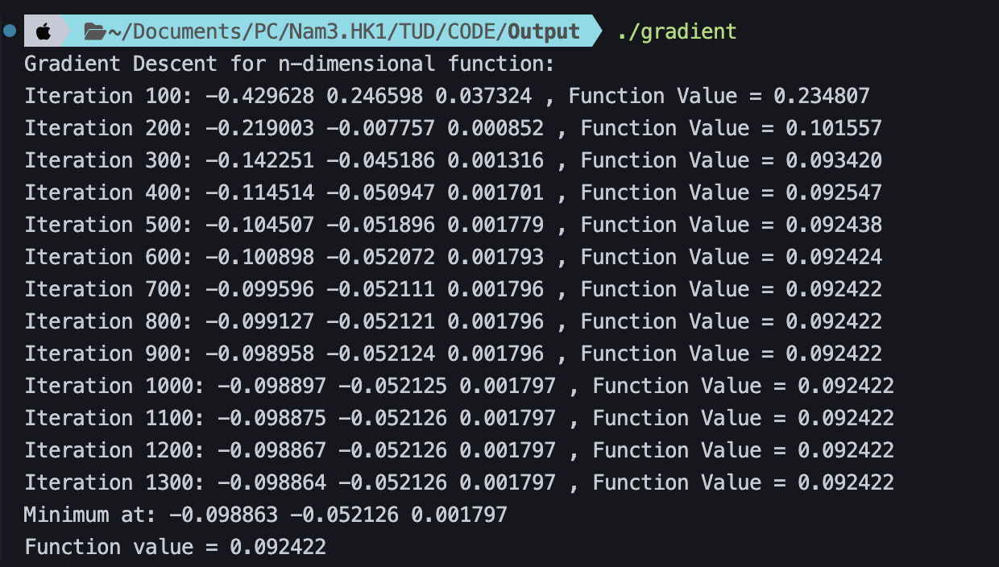 ~/Documents/PC/Nam3.HK1/TUD/CODE/Output ./gradient
Gradient Descent for n-dimensional function:
Iteration 100: -0.429628 0.246598 0.037324 , Function Value = 0.234807
Iteration 200: -0.219003 -0.007757 0.000852 , Function Value = 0.101557
Iteration 300: -0.142251 -0.045186 0.001316 , Function Value = 0.093420
Iteration 400: -0.114514 -0.050947 0.001701 , Function Value = 0.092547
Iteration 500: -0.104507 -0.051896 0.001779 , Function Value = 0.092438
Iteration 600: -0.100898 -0.052072 0.001793 , Function Value = 0.092424
Iteration 700: -0.099596 -0.052111 0.001796 , Function Value = 0.092422
Iteration 800: -0.099127 -0.052121 0.001796 , Function Value = 0.092422
Iteration 900: -0.098958 -0.052124 0.001796 , Function Value = 0.092422
Iteration 1000: -0.098897 -0.052125 0.001797 , Function Value = 0.092422
Iteration 1100: -0.098875 -0.052126 0.001797 , Function Value = 0.092422
Iteration 1200: -0.098867 -0.052126 0.001797 , Function Value = 0.092422
Iteration 1300: -0.098864 -0.052126 0.001797 , Function Value = 0.092422
Minimum at: -0.098863 -0.052126 0.001797
Function value = 0.092422